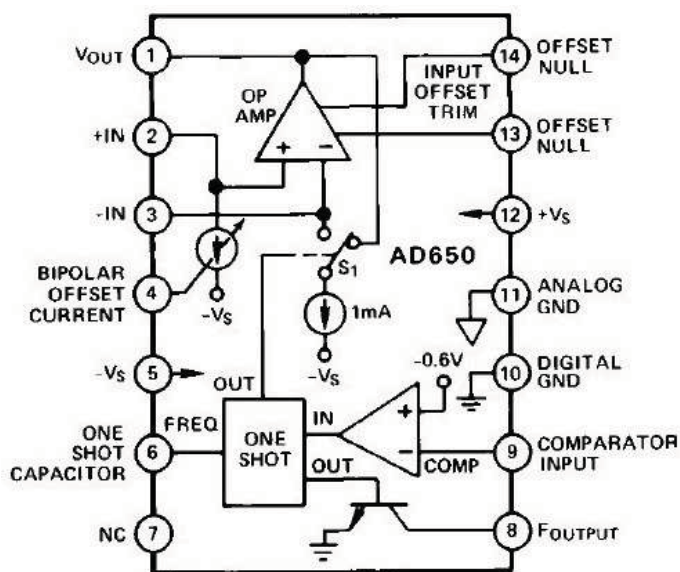 VOUT
1
+IN
2
-IN
3
BIPOLAR
OFFSET
CURRENT
4
-VS
5
ONE
SHOT
CAPACITOR
6
NC
7
OP
AMP
+
−
INPUT
OFFSET
TRIM
-VS
S1
AD650
1mA
-VS
-0.6V
OUT
FREQ
ONE
SHOT
IN
OUT
+
−
COMP
14
OFFSET
NULL
13
OFFSET
NULL
12
+VS
11
ANALOG
GND
10
DIGITAL
GND
9
COMPARATOR
INPUT
8
FOUTPUT